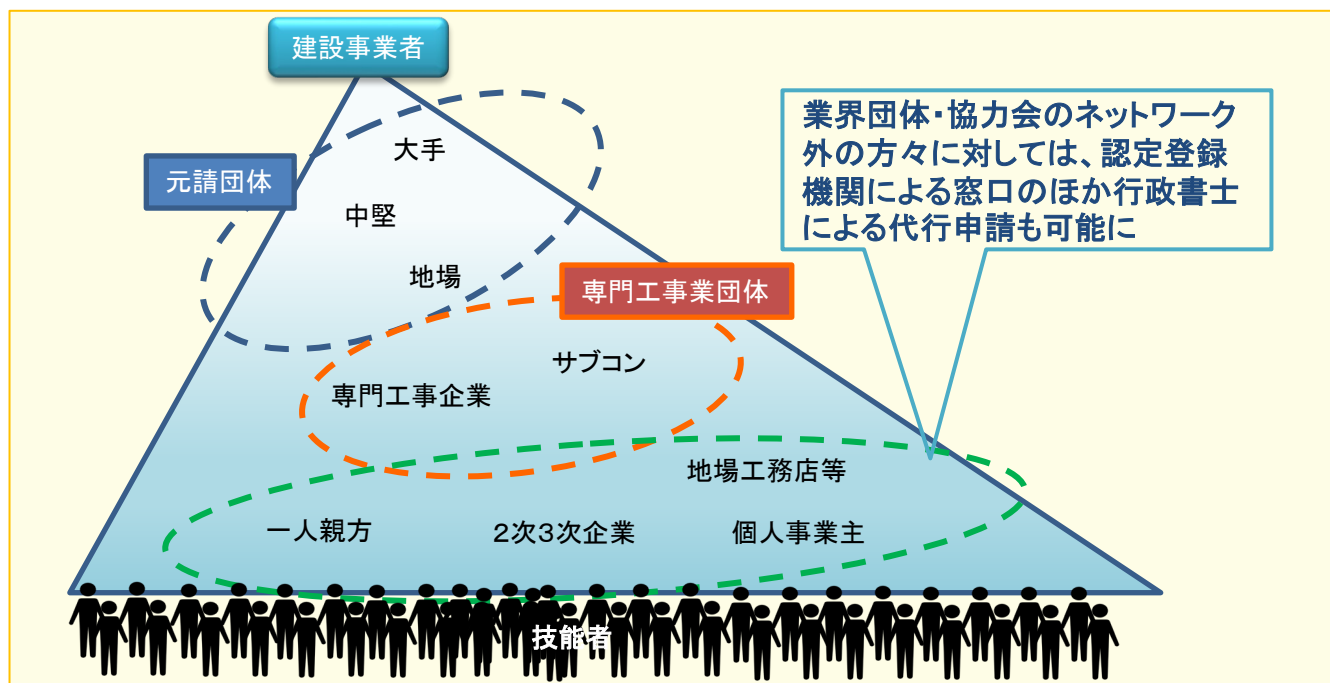 建設事業者
大手
元請団体
中堅
地場
業界団体・協力会のネットワーク
外の方々に対しては、認定登録
機関による窓口のほか行政書士
による代行申請も可能に
専門工事業団体
サブコン
専門工事企業
地場工務店等
一人親方
2次3次企業
個人事業主
技能者